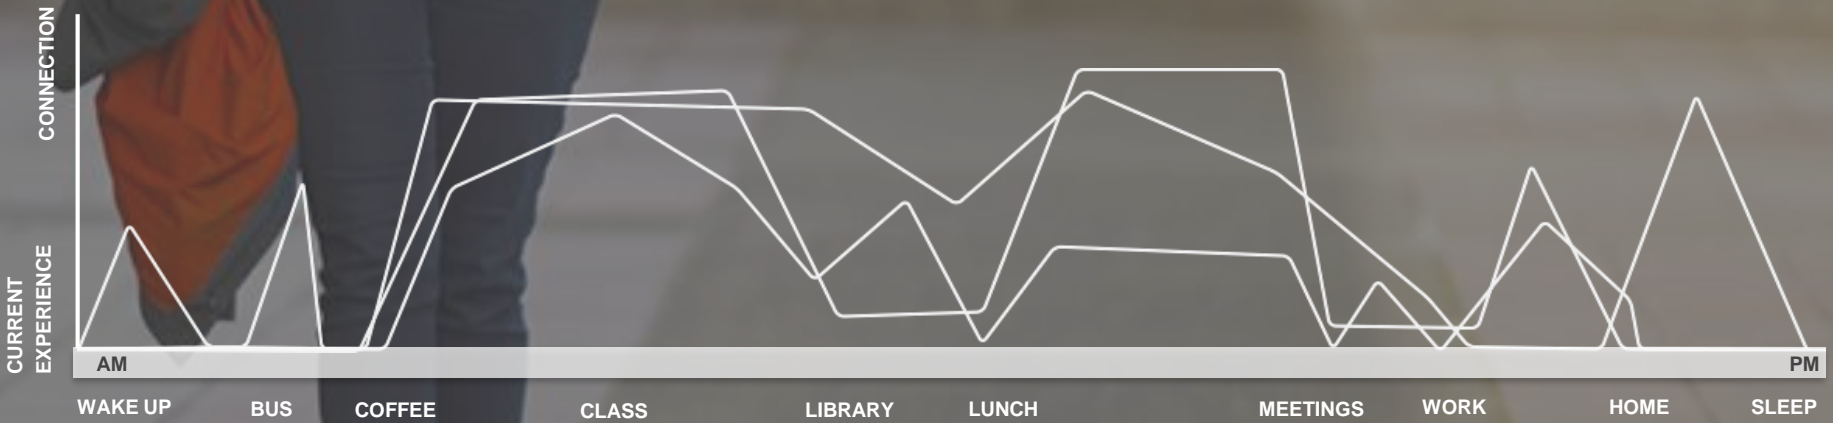 CONNECTION
CURRENT
EXPERIENCE
AM
PM
WAKE UP
BUS
COFFEE
CLASS
LIBRARY
LUNCH
MEETINGS
WORK
HOME
SLEEP